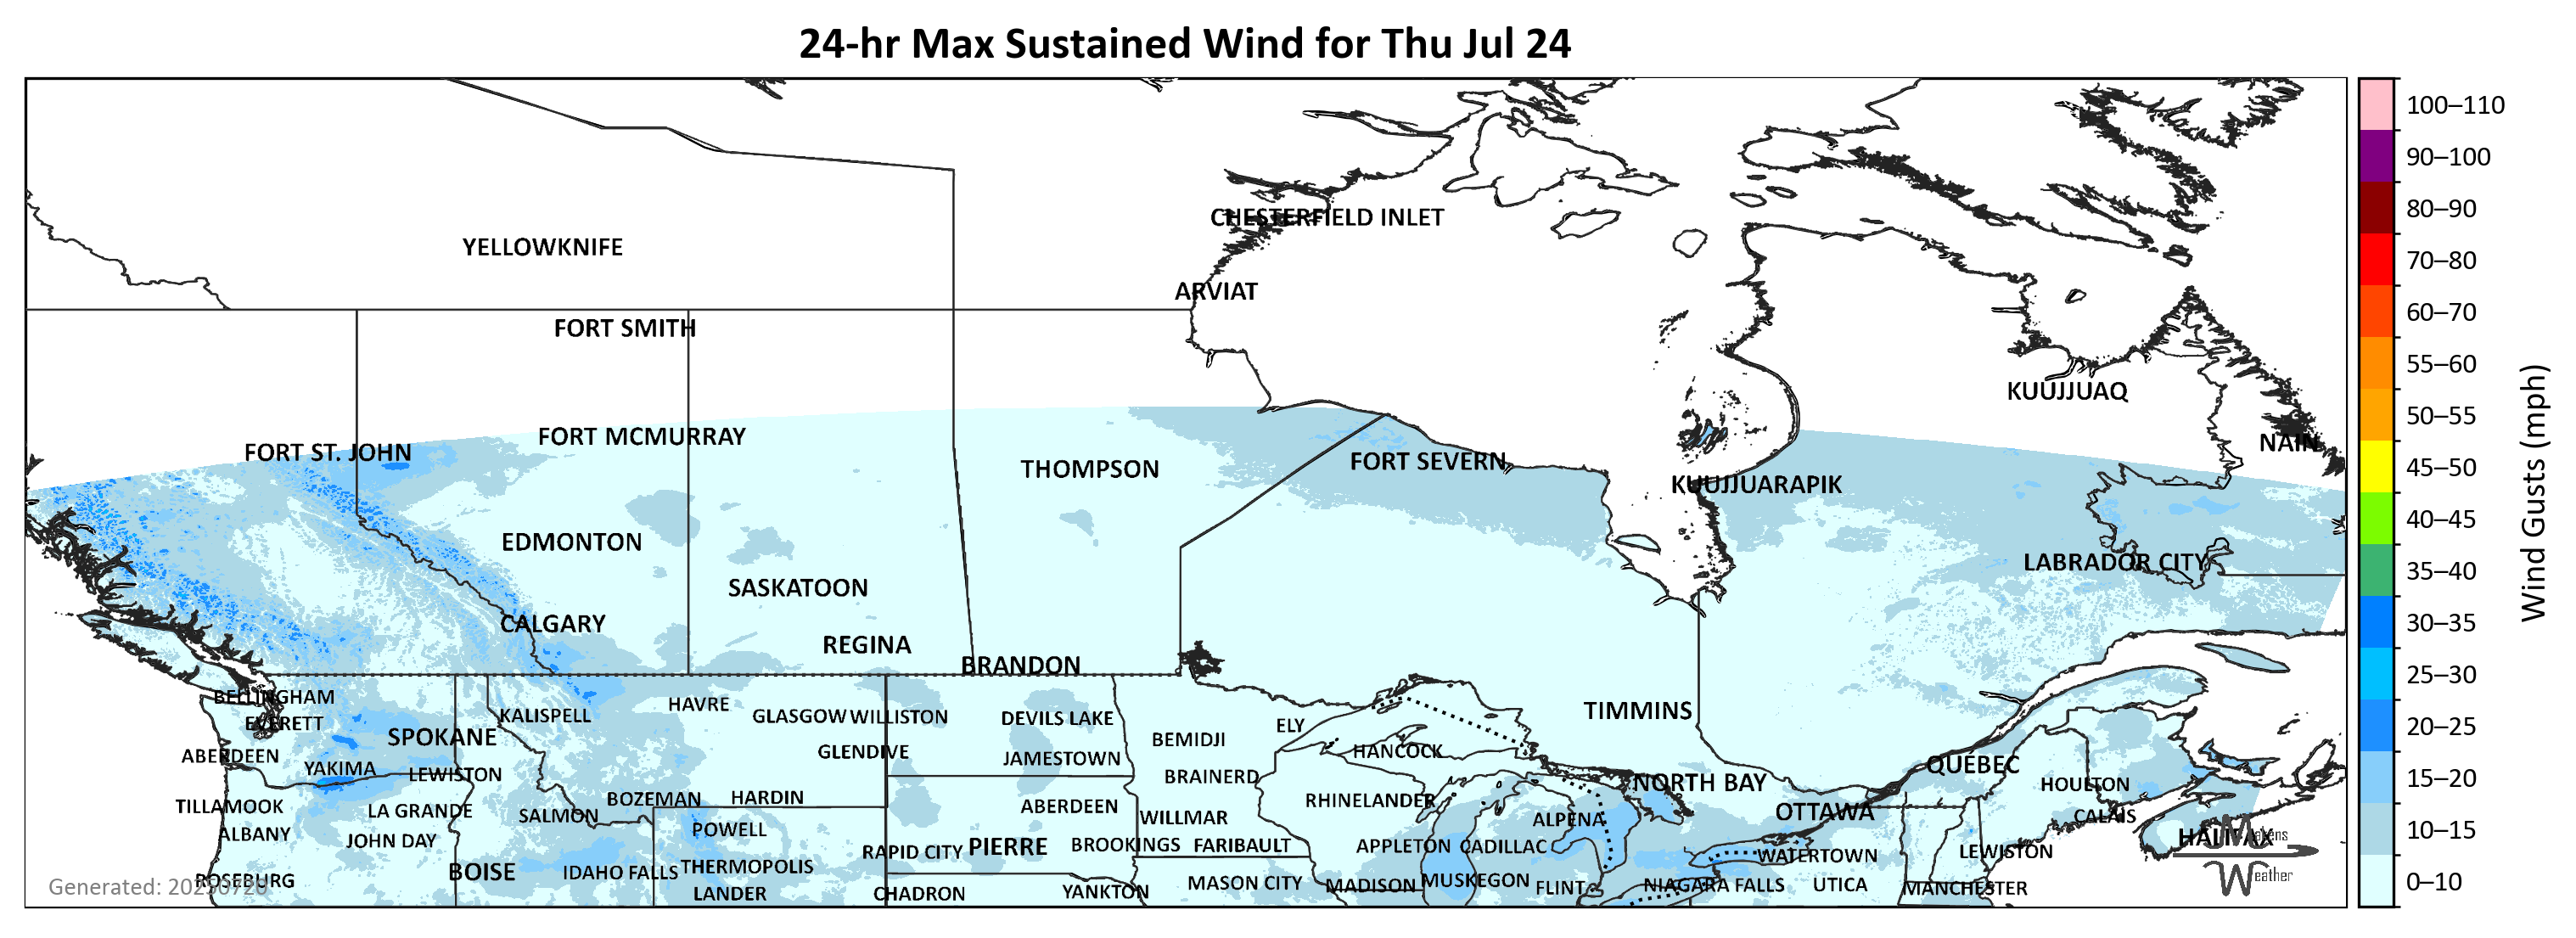 24-hr Max Sustained Wind for Thu Jul 24
100–110
90–100
80–90
70–80
60–70
55–60
50–55
45–50
40–45
35–40
30–35
25–30
20–25
15–20
10–15
0–10
Wind Gusts (mph)
CHESTERFIELD INLET
YELLOWKNIFE
ARVIAT
FORT SMITH
KUUJJUAQ
FORT MCMURRAY
NAIN
FORT ST. JOHN
FORT SEVERN
THOMPSON
KUUJJUARAPIK
EDMONTON
LABRADOR CITY
SASKATOON
CALGARY
REGINA
BRANDON
BELLINGHAM
HAVRE
TIMMINS
KALISPELL
GLASGOW
WILLISTON
DEVILS LAKE
EVERETT
ELY
SPOKANE
BEMIDJI
ABERDEEN
GLENDIVE
HANCOCK
JAMESTOWN
QUÉBEC
YAKIMA
LEWISTON
BRAINERD
NORTH BAY
HOULTON
BOZEMAN
HARDIN
RHINELANDER
TILLAMOOK
LA GRANDE
ABERDEEN
SALMON
WILLMAR
ALPENA
OTTAWA
CALAIS
ALBANY
POWELL
HALIFAX
JOHN DAY
RAPID CITY
PIERRE
BROOKINGS
FARIBAULT
APPLETON
CADILLAC
WATERTOWN
LEWISTON
BOISE
IDAHO FALLS
THERMOPOLIS
ROSEBURG
MASON CITY
MADISON
MUSKEGON
FLINT
NIAGARA FALLS
UTICA
MANCHESTER
LANDER
CHADRON
YANKTON
Generated: 20250720
Makens
Weather